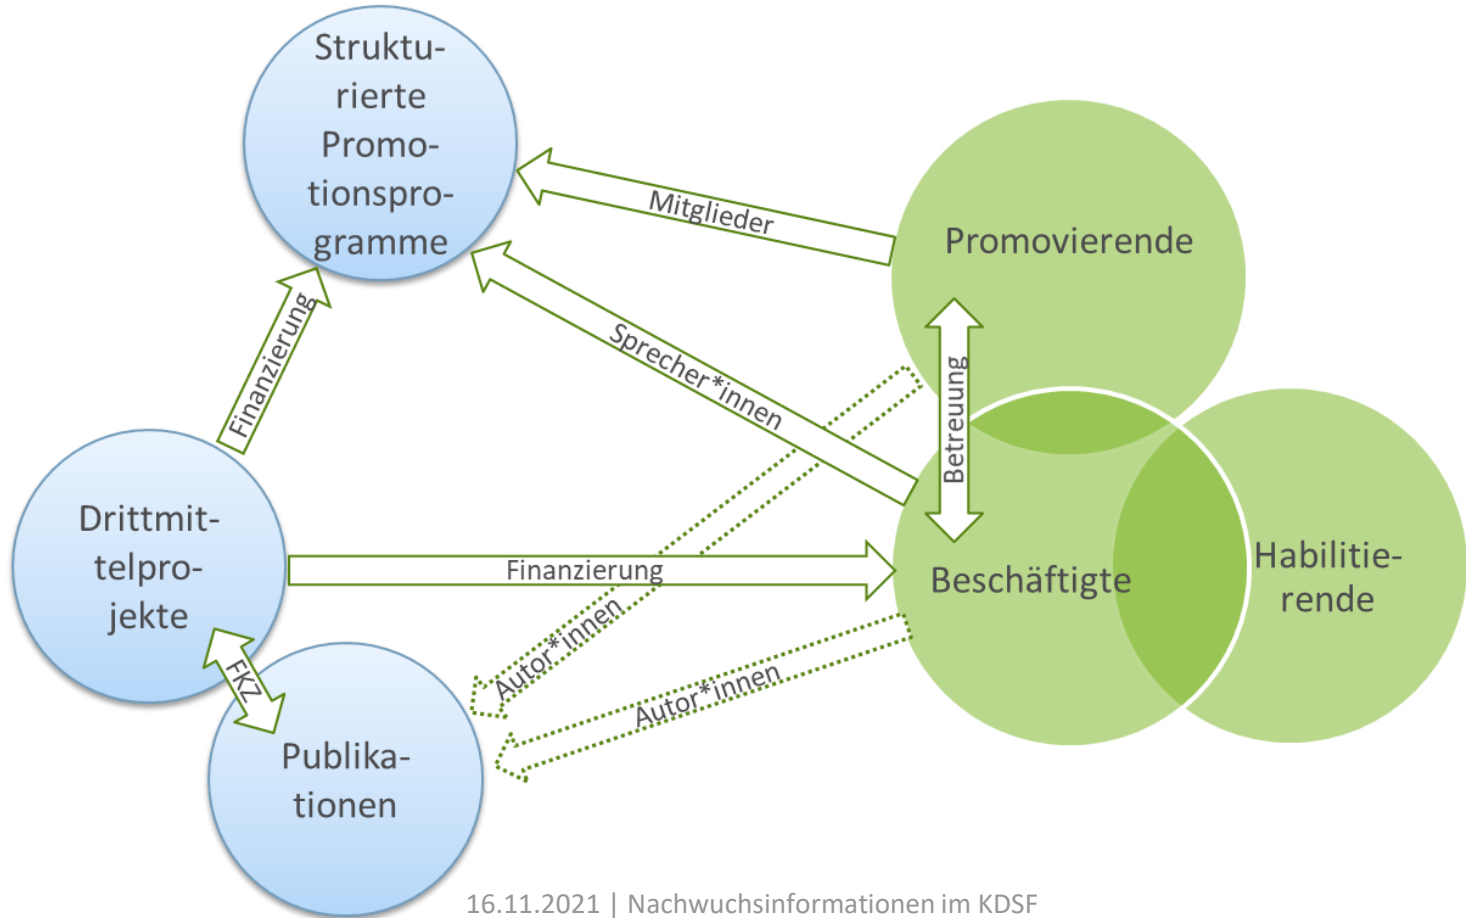 Struktu-
rierte
Promo-
tionspro-
gramme
Mitglieder
Promovierende
Sprecher*innen
Finanzierung
Betreuung
Drittmit-
telpro-
jekte
Finanzierung
Beschäftigte
Habilitie-
rende
Autor*innen
Autor*innen
FKZ
Publika-
tionen
16.11.2021 | Nachwuchsinformationen im KDSF